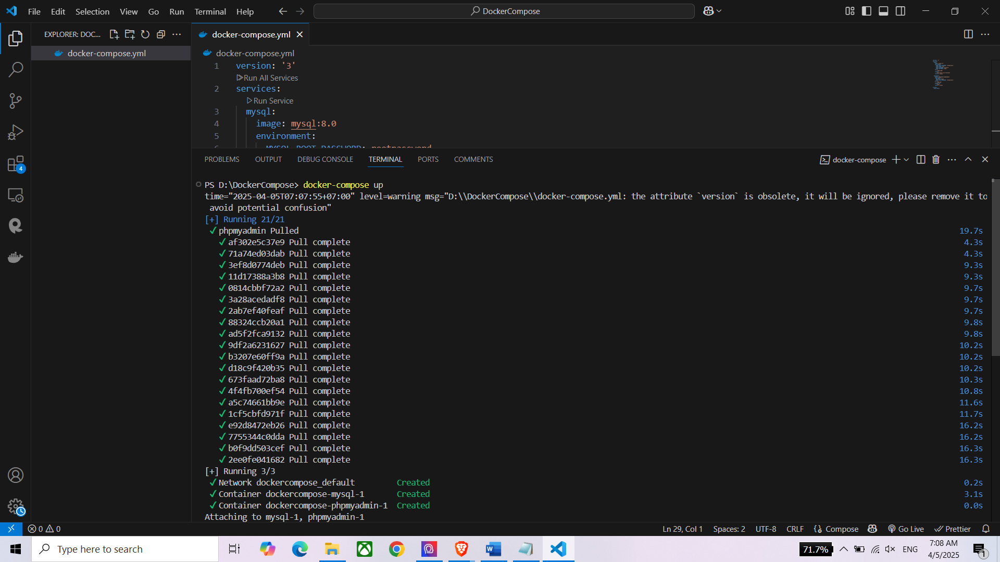 File Edit Selection View Go Run Terminal Help
DockerCompose
EXPLORER: DOC...
docker-compose.yml
docker-compose.yml
docker-compose.yml
1 version: '3'
Run All Services
2 services:
Run Service
3 mysql:
4 image: mysql:8.0
5 environment:
6 MYSQL_ROOT_PASSWORD: rootpassword
PROBLEMS OUTPUT DEBUG CONSOLE TERMINAL PORTS COMMENTS
docker-compose
PS D:\DockerCompose> docker-compose up
time="2025-04-05T07:07:55+07:00" level=warning msg="D:\\DockerCompose\\docker-compose.yml: the attribute `version` is obsolete, it will be ignored, please remove it to
avoid potential confusion"
[+] Running 21/21
✓ phpmyadmin Pulled 19.7s
✓ af302e5c37e9 Pull complete 4.3s
✓ 71a74ed03dab Pull complete 4.3s
✓ 3ef8d0774deb Pull complete 9.3s
✓ 11d17388a3b8 Pull complete 9.3s
✓ 0814cbbf72a2 Pull complete 9.7s
✓ 3a28acedadf8 Pull complete 9.7s
✓ 2ab7ef40feaf Pull complete 9.7s
✓ 88324ccb20a1 Pull complete 9.8s
✓ ad5f2fca9132 Pull complete 9.8s
✓ 9df2a6231627 Pull complete 10.2s
✓ b3207e60ff9a Pull complete 10.2s
✓ d18c9f420b35 Pull complete 10.2s
✓ 673faad72ba8 Pull complete 10.3s
✓ 4f4fb700ef54 Pull complete 10.8s
✓ a5c74661bb9e Pull complete 11.6s
✓ 1cf5cbfd971f Pull complete 11.7s
✓ e92d8472eb26 Pull complete 16.2s
✓ 7755344c0dda Pull complete 16.2s
✓ b0f9dd503cef Pull complete 16.3s
✓ 2ee0fe041682 Pull complete 16.3s
[+] Running 3/3
✓ Network dockercompose_default Created 0.2s
✓ Container dockercompose-mysql-1 Created 3.1s
✓ Container dockercompose-phpmyadmin-1 Created 0.0s
Attaching to mysql-1, phpmyadmin-1
4
0 0
Ln 29, Col 1 Spaces: 2 UTF-8 CRLF Compose Go Live Prettier
Type here to search
71.7%
ENG
7:08 AM
4/5/2025
1